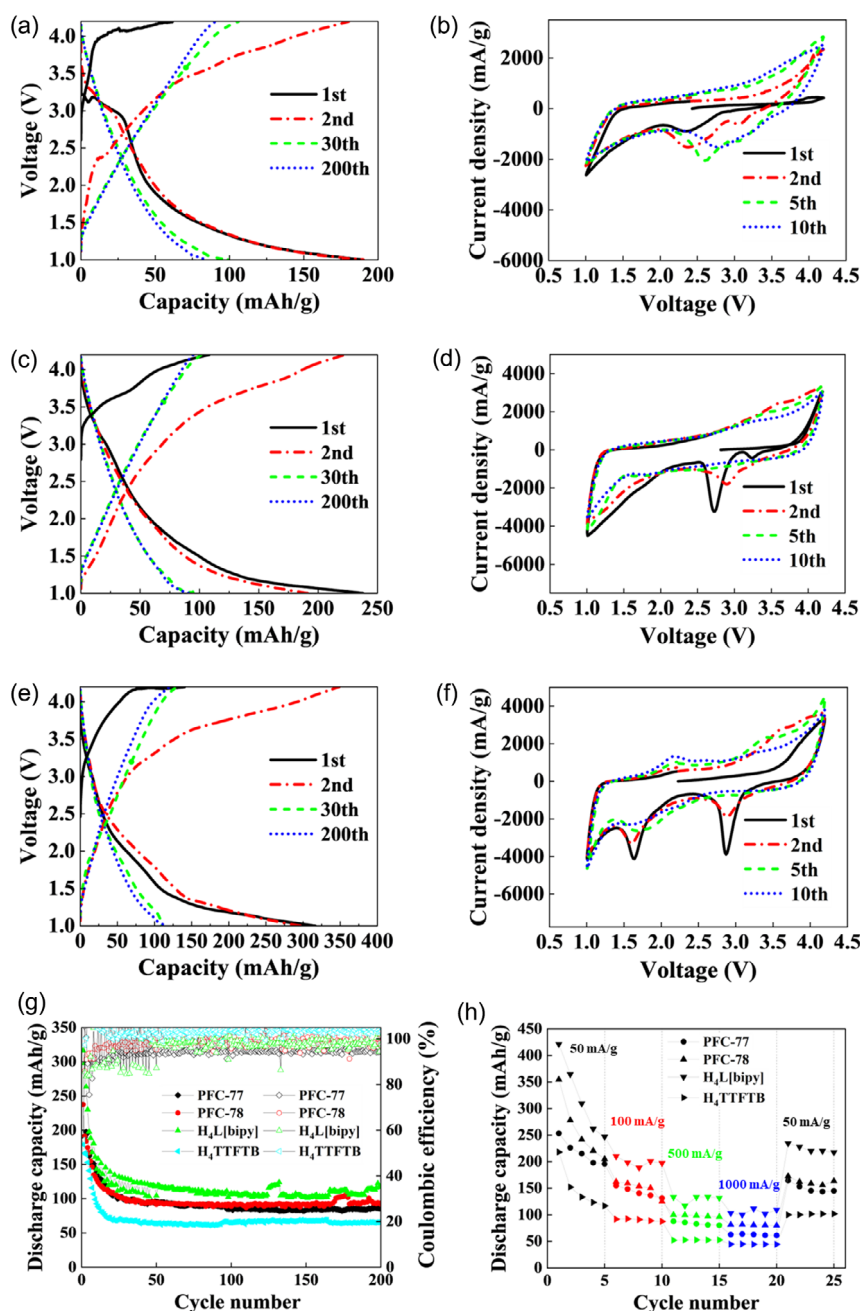 (a)
4.0
3.5
3.0
2.5
2.0
1.5
1.0
Voltage (V)
1st
2nd
30th
200th
0 50 100 150 200
Capacity (mAh/g)
(b)
2000
0
-2000
-4000
-6000
Current density (mA/g)
1st
2nd
5th
10th
0.5 1.0 1.5 2.0 2.5 3.0 3.5 4.0 4.5
Voltage (V)
(c)
4.0
3.5
3.0
2.5
2.0
1.5
1.0
Voltage (V)
1st
2nd
30th
200th
0 50 100 150 200 250
Capacity (mAh/g)
(d)
4000
2000
0
-2000
-4000
-6000
Current density (mA/g)
1st
2nd
5th
10th
0.5 1.0 1.5 2.0 2.5 3.0 3.5 4.0 4.5
Voltage (V)
(e)
4.0
3.5
3.0
2.5
2.0
1.5
1.0
Voltage (V)
1st
2nd
30th
200th
0 50 100 150 200 250 300 350 400
Capacity (mAh/g)
(f)
4000
2000
0
-2000
-4000
-6000
Current density (mA/g)
1st
2nd
5th
10th
0.5 1.0 1.5 2.0 2.5 3.0 3.5 4.0 4.5
Voltage (V)
(g)
350
300
250
200
150
100
50
0
Discharge capacity (mAh/g)
PFC-77 PFC-77
PFC-78 PFC-78
H₄L[bipy] H₄L[bipy]
H₄TTFTB H₄TTFTB
100
80
60
40
20
0
Coulombic efficiency (%)
0 50 100 150 200
Cycle number
(h)
450
400
350
300
250
200
150
100
50
0
Discharge capacity (mAh/g)
50 mA/g
100 mA/g
500 mA/g
1000 mA/g
50 mA/g
PFC-77
PFC-78
H₄L[bipy]
H₄TTFTB
0 5 10 15 20 25
Cycle number